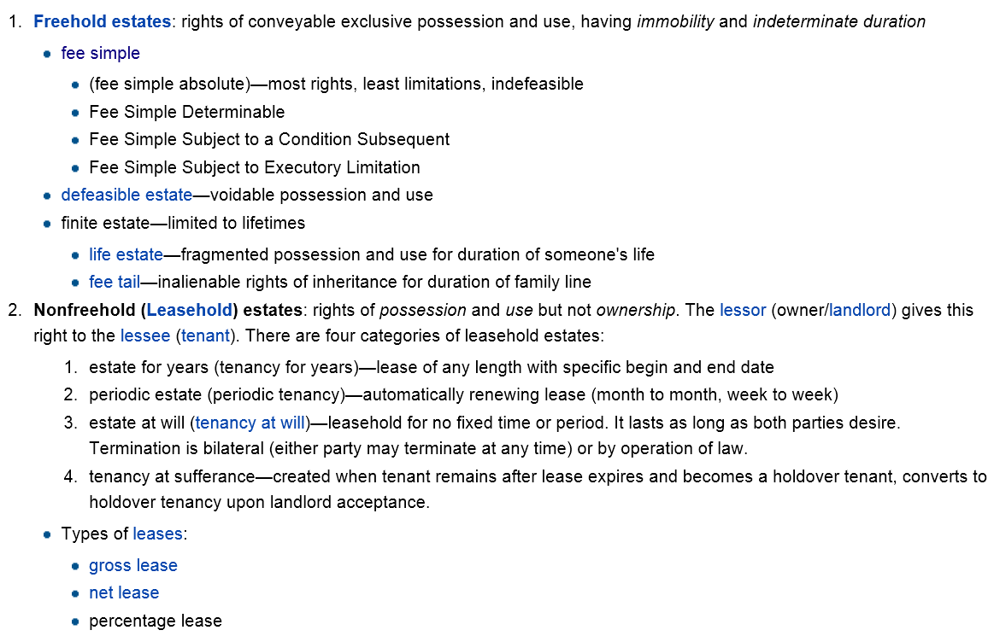 1. Freehold estates: rights of conveyable exclusive possession and use, having immobility and indeterminate duration
• fee simple
• (fee simple absolute)—most rights, least limitations, indefeasible
• Fee Simple Determinable
• Fee Simple Subject to a Condition Subsequent
• Fee Simple Subject to Executory Limitation
• defeasible estate—voidable possession and use
• finite estate—limited to lifetimes
• life estate—fragmented possession and use for duration of someone's life
• fee tail—inalienable rights of inheritance for duration of family line
2. Nonfreehold (Leasehold) estates: rights of possession and use but not ownership. The lessor (owner/landlord) gives this
right to the lessee (tenant). There are four categories of leasehold estates:
1. estate for years (tenancy for years)—lease of any length with specific begin and end date
2. periodic estate (periodic tenancy)—automatically renewing lease (month to month, week to week)
3. estate at will (tenancy at will)—leasehold for no fixed time or period. It lasts as long as both parties desire.
Termination is bilateral (either party may terminate at any time) or by operation of law.
4. tenancy at sufferance—created when tenant remains after lease expires and becomes a holdover tenant, converts to
holdover tenancy upon landlord acceptance.
• Types of leases:
• gross lease
• net lease
• percentage lease